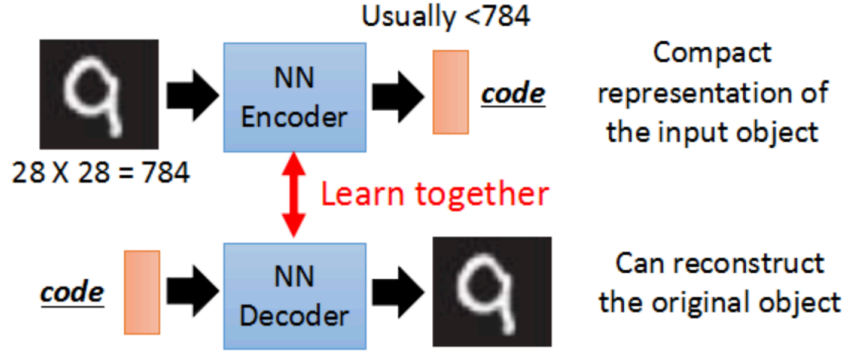 Usually <784
NN
Encoder
code
Compact
representation of
the input object
28 X 28 = 784
Learn together
code
NN
Decoder
Can reconstruct
the original object